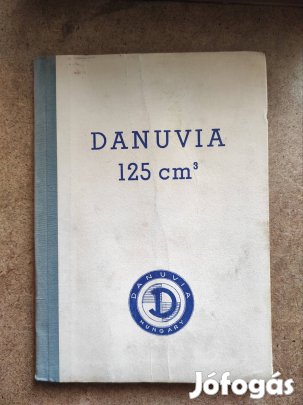 DANUVIA
125 cm³
DANUVIA
D
HUNGARY
Jófogás